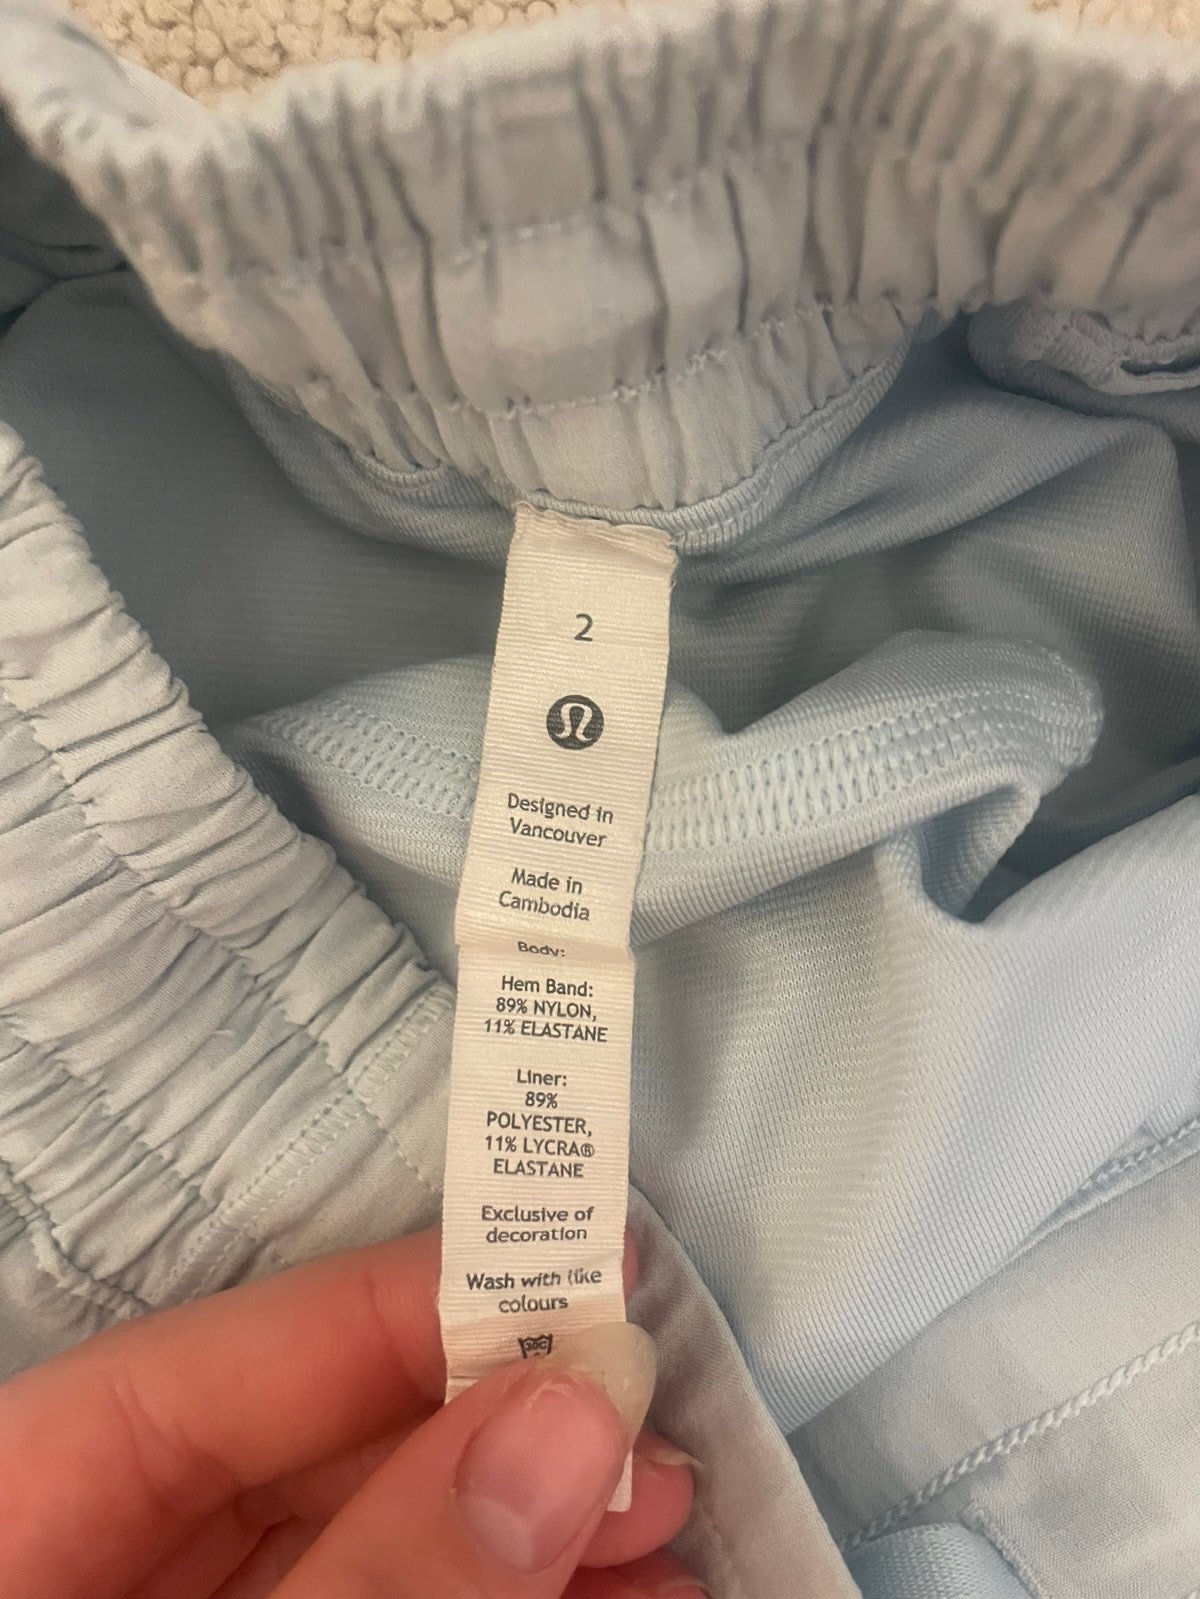 2
Designed in
Vancouver
Made in
Cambodia
Body:
Hem Band:
89% NYLON,
11% ELASTANE
Liner:
89%
POLYESTER,
11% LYCRA®
ELASTANE
Exclusive of
decoration
Wash with like
colours
30C